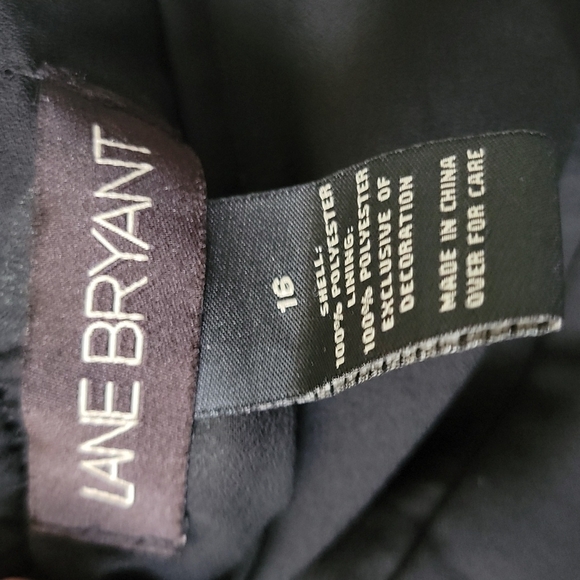 LANE BRYANT
16
SHELL:
100% POLYESTER
LINING:
100% POLYESTER
EXCLUSIVE OF
DECORATION
MADE IN CHINA
OVER FOR CARE